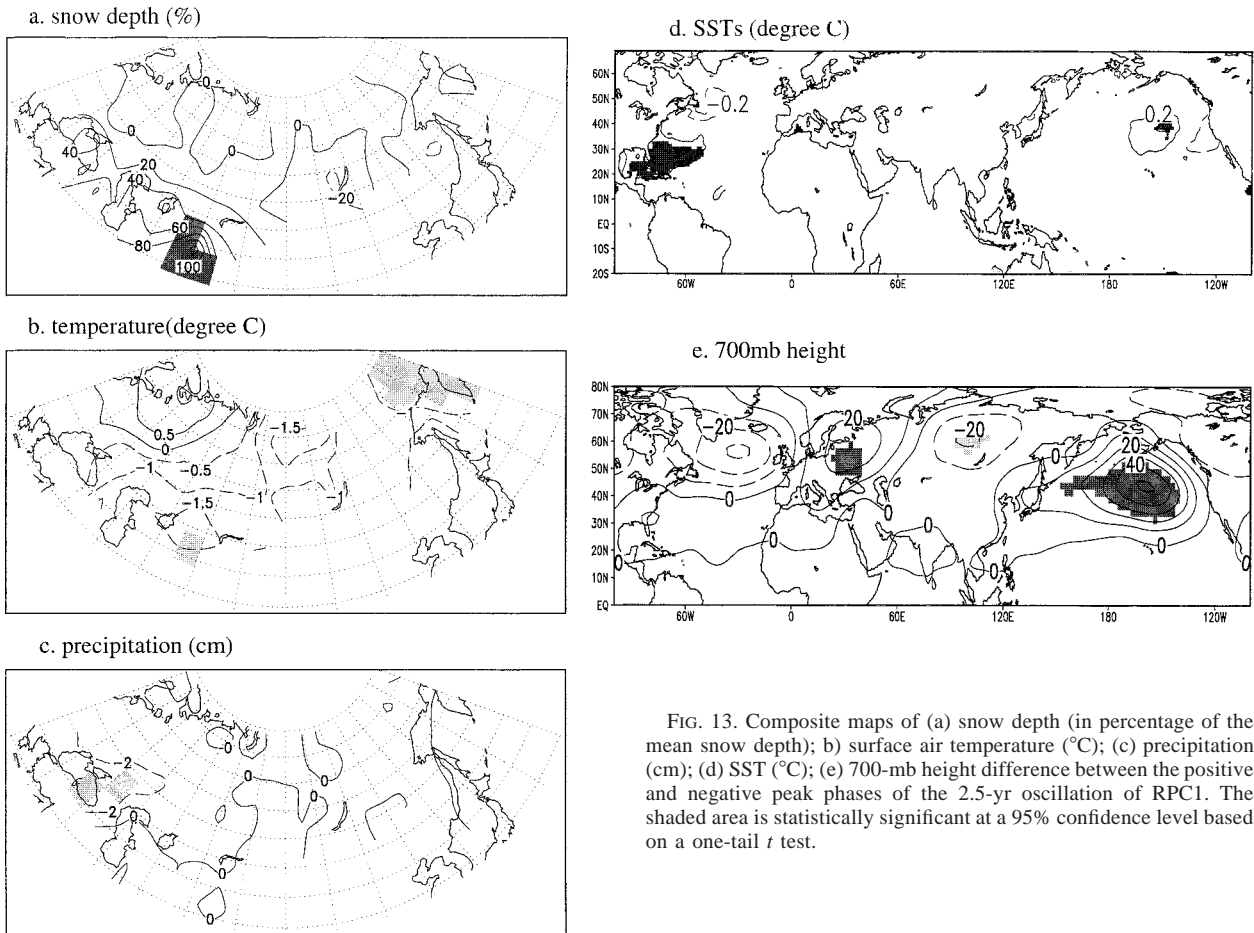 a. snow depth (%)
0
0
0
0
40
20
40
-20
60
80
100
b. temperature(degree C)
0.5
0
-1.5
-1
-0.5
-1
-1
-1.5
c. precipitation (cm)
0
-2
0
0
0
-2
0
0
0
d. SSTs (degree C)
60N
50N
40N
30N
20N
10N
EQ
10S
20S
-0.2
0.2
60W
0
60E
120E
180
120W
e. 700mb height
80N
70N
60N
50N
40N
30N
20N
10N
EQ
-20
20
-20
0
20
40
0
0
0
0
0
0
0
0
60W
0
60E
120E
180
120W
FIG. 13. Composite maps of (a) snow depth (in percentage of the
mean snow depth); b) surface air temperature (°C); (c) precipitation
(cm); (d) SST (°C); (e) 700-mb height difference between the positive
and negative peak phases of the 2.5-yr oscillation of RPC1. The
shaded area is statistically significant at a 95% confidence level based
on a one-tail t test.